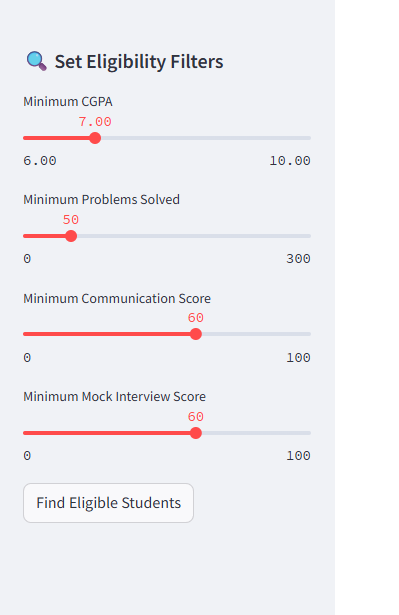 🔍 Set Eligibility Filters
Minimum CGPA
7.00
6.00 10.00
Minimum Problems Solved
50
0 300
Minimum Communication Score
60
0 100
Minimum Mock Interview Score
60
0 100
Find Eligible Students